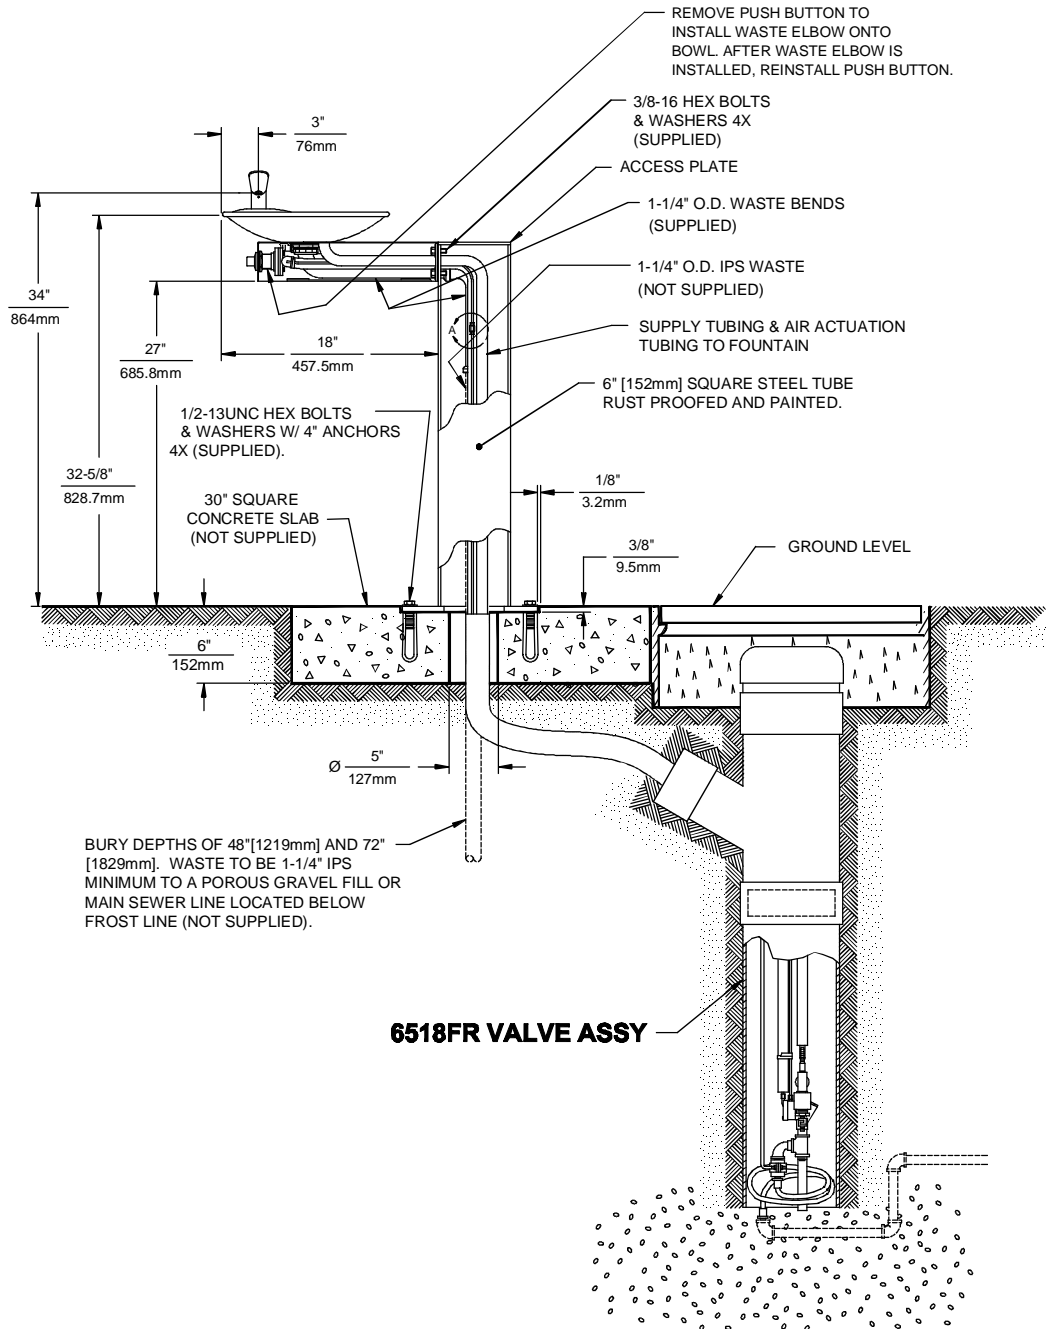 REMOVE PUSH BUTTON TO
INSTALL WASTE ELBOW ONTO
BOWL. AFTER WASTE ELBOW IS
INSTALLED, REINSTALL PUSH BUTTON.
3/8-16 HEX BOLTS
& WASHERS 4X
(SUPPLIED)
3"
76mm
ACCESS PLATE
1-1/4" O.D. WASTE BENDS
(SUPPLIED)
1-1/4" O.D. IPS WASTE
(NOT SUPPLIED)
34"
864mm
A
SUPPLY TUBING & AIR ACTUATION
TUBING TO FOUNTAIN
27"
685.8mm
18"
457.5mm
6" [152mm] SQUARE STEEL TUBE
RUST PROOFED AND PAINTED.
1/2-13UNC HEX BOLTS
& WASHERS W/ 4" ANCHORS
4X (SUPPLIED).
32-5/8"
828.7mm
30" SQUARE
CONCRETE SLAB
(NOT SUPPLIED)
1/8"
3.2mm
3/8"
9.5mm
GROUND LEVEL
6"
152mm
Ø 5"
127mm
BURY DEPTHS OF 48"[1219mm] AND 72"
[1829mm]. WASTE TO BE 1-1/4" IPS
MINIMUM TO A POROUS GRAVEL FILL OR
MAIN SEWER LINE LOCATED BELOW
FROST LINE (NOT SUPPLIED).
6518FR VALVE ASSY